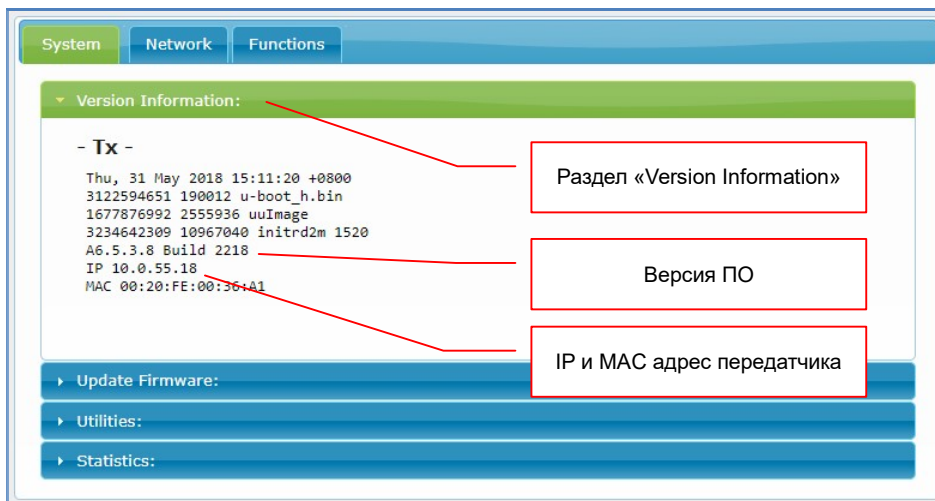 System Network Functions
Version Information:
- Tx -
Thu, 31 May 2018 15:11:20 +0800
3122594651 190012 u-boot_h.bin
1677876992 2555936 uuImage
3234642309 10967040 initrd2m 1520
A6.5.3.8 Build 2218
IP 10.0.55.18
MAC 00:20:FE:00:36:A1
Раздел «Version Information»
Версия ПО
IP и MAC адрес передатчика
Update Firmware:
Utilities:
Statistics: